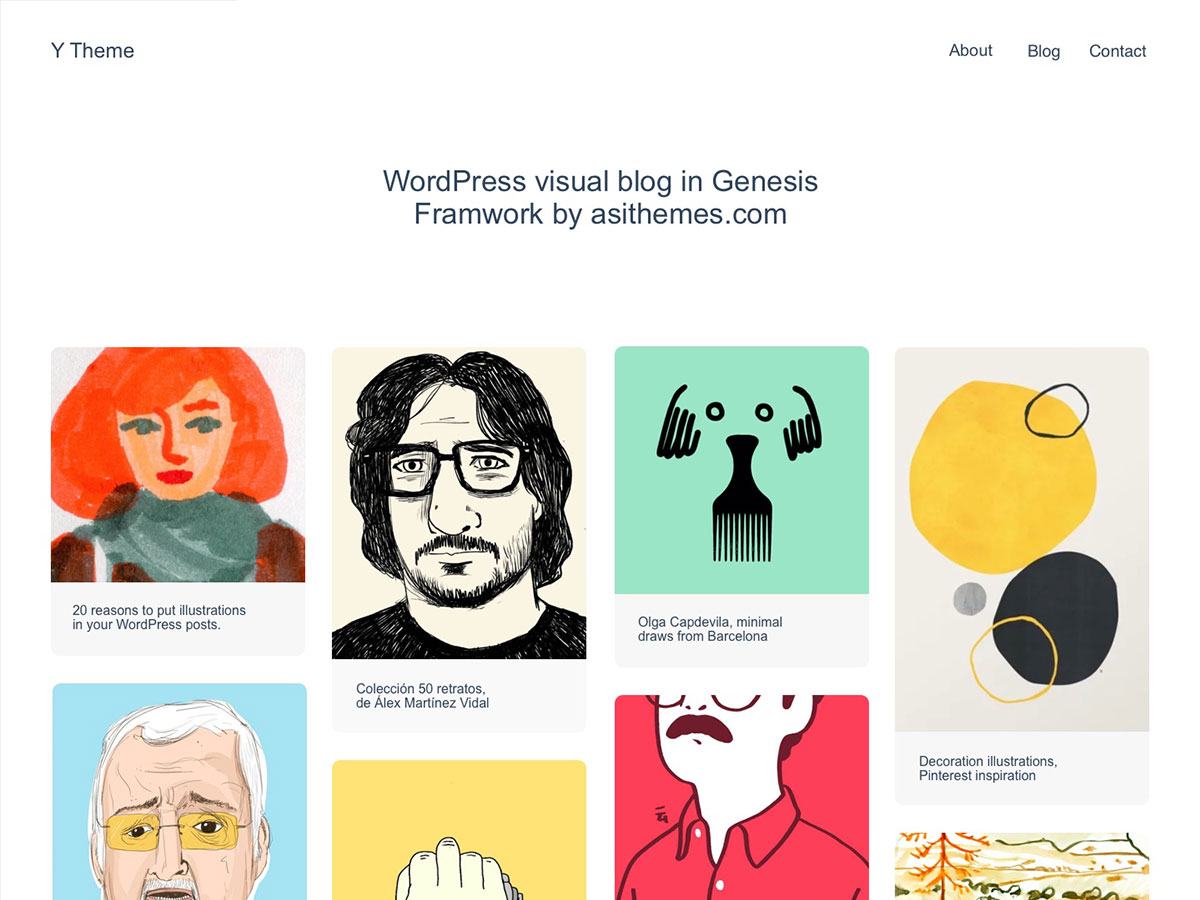 Y Theme
About
Blog
Contact
WordPress visual blog in Genesis
Framwork by asithemes.com
20 reasons to put illustrations
in your WordPress posts.
Colección 50 retratos,
de Álex Martínez Vidal
Olga Capdevila, minimal
draws from Barcelona
Decoration illustrations,
Pinterest inspiration